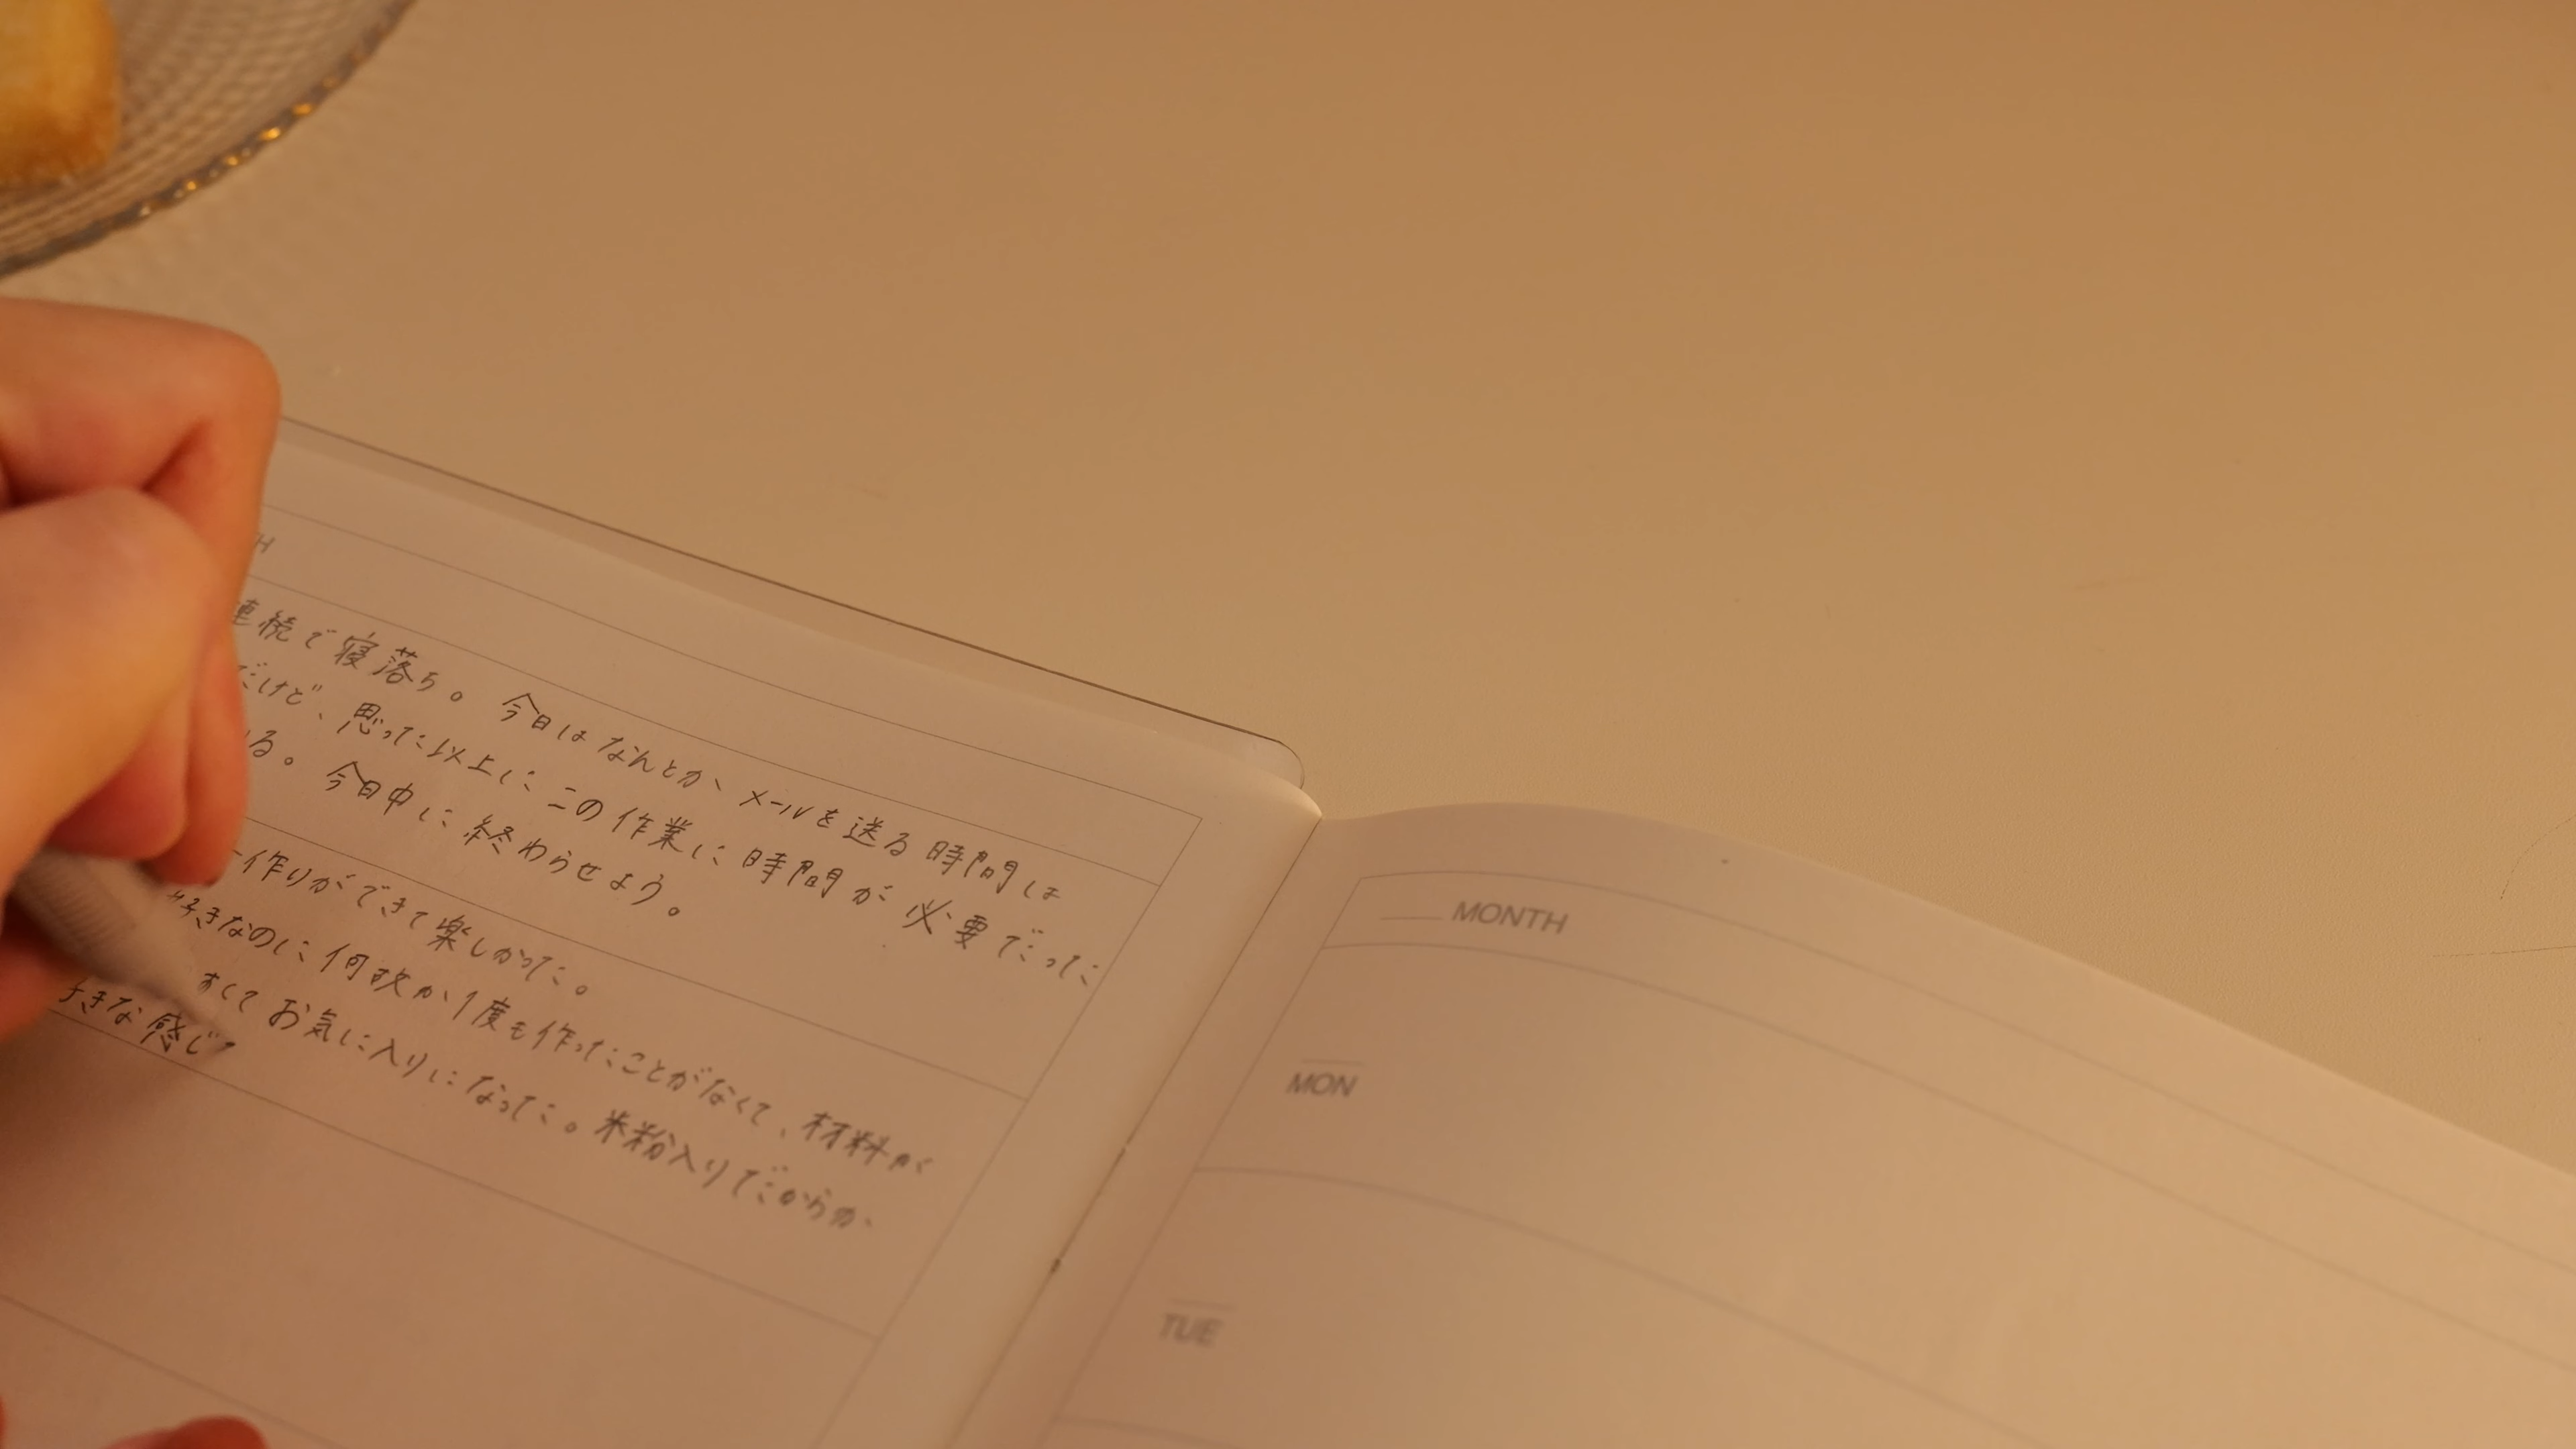 H
連続で寝落ち。今日はなんとか、メールを送る時間は
だけど、思った以上にこの作業に時間が必要だった
る。今日中に終わらせよう。
ー作りができて楽しかった。
好きなのに何故か1度も作ったことがなくて、材料が
すくてお気に入りになった。米粉入りだからか、
好きな感じ
MONTH
MON
TUE